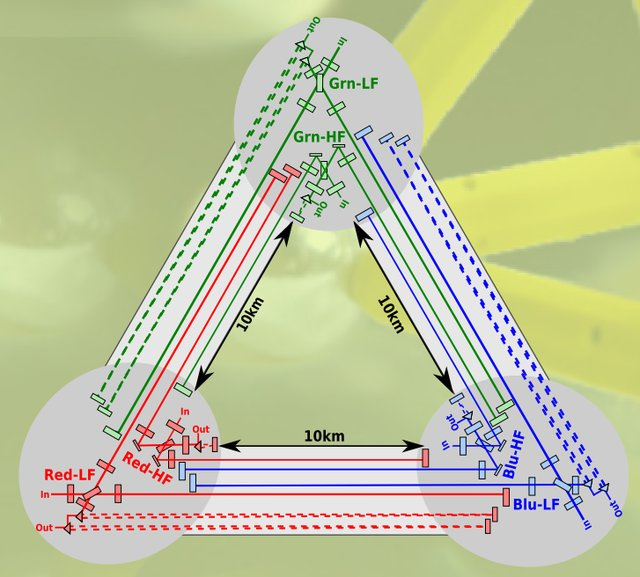 Out
In
Grn-LF
Grn-HF
Out
In
10km
10km
In
Out
10km
Red-HF
Red-LF
In
Out
Out
In
Blu-HF
Blu-LF
In
Out